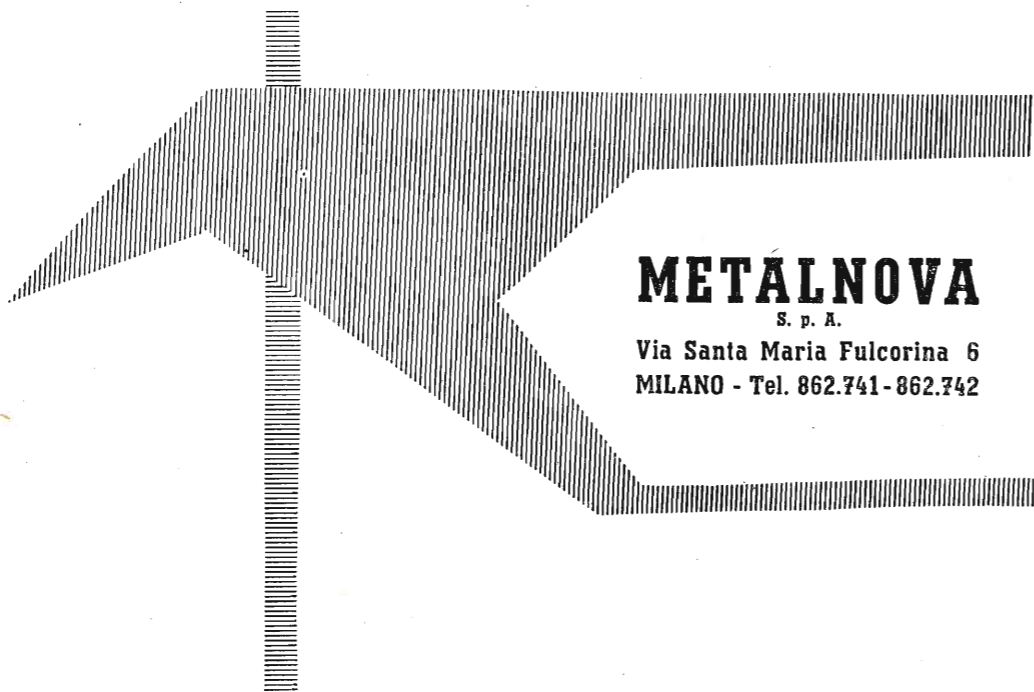 METALNOVA
S. p. A.
Via Santa Maria Fulcorina 6
MILANO - Tel. 862.741-862.742